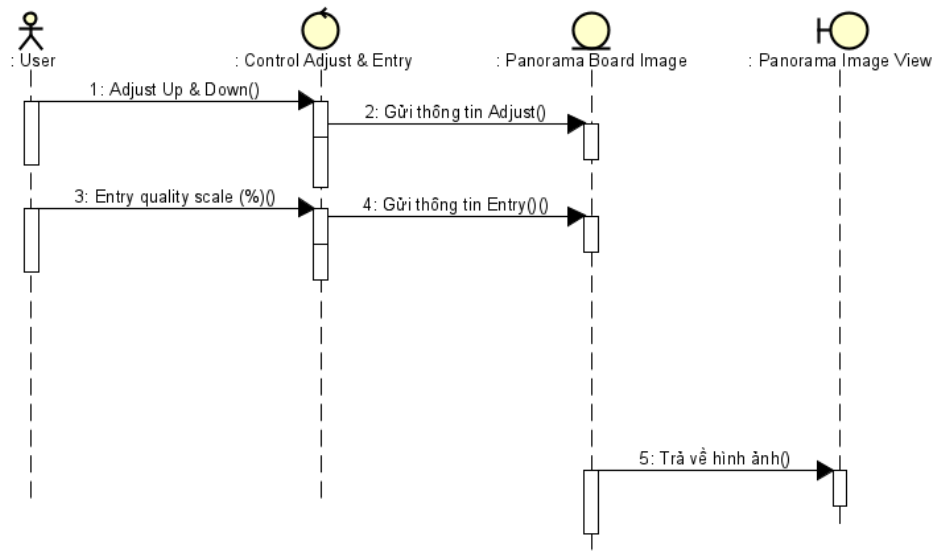 : User
: Control Adjust & Entry
: Panorama Board Image
: Panorama Image View
1: Adjust Up & Down()
2: Gửi thông tin Adjust()
3: Entry quality scale (%)()
4: Gửi thông tin Entry()()
5: Trả về hình ảnh()